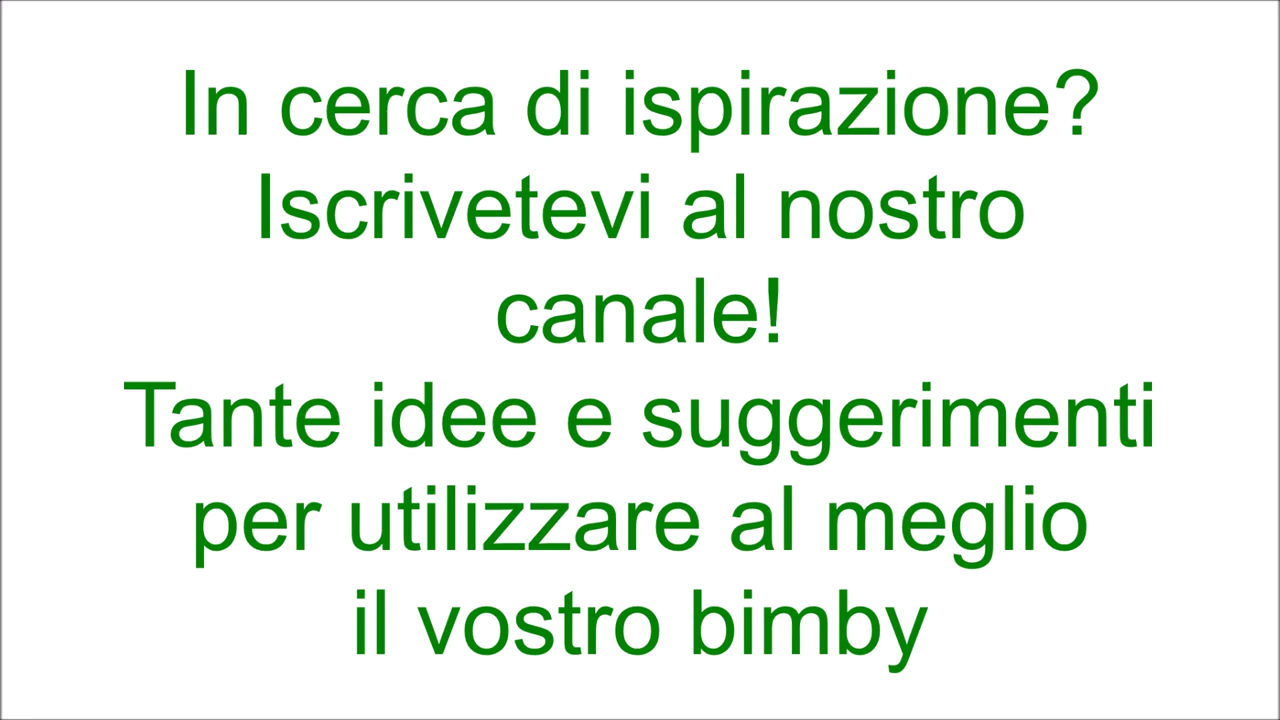 In cerca di ispirazione?
Iscrivetevi al nostro
canale!
Tante idee e suggerimenti
per utilizzare al meglio
il vostro bimby